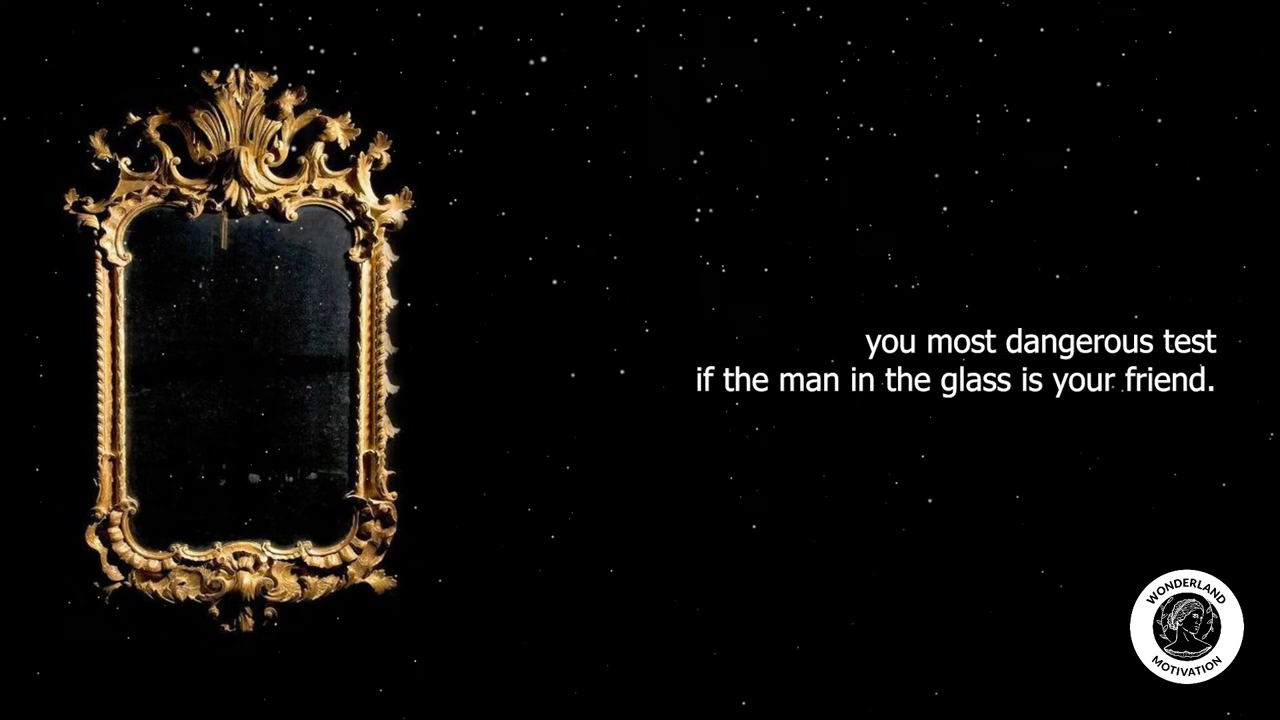 you most dangerous test
if the man in the glass is your friend.
WONDERLAND
MOTIVATION